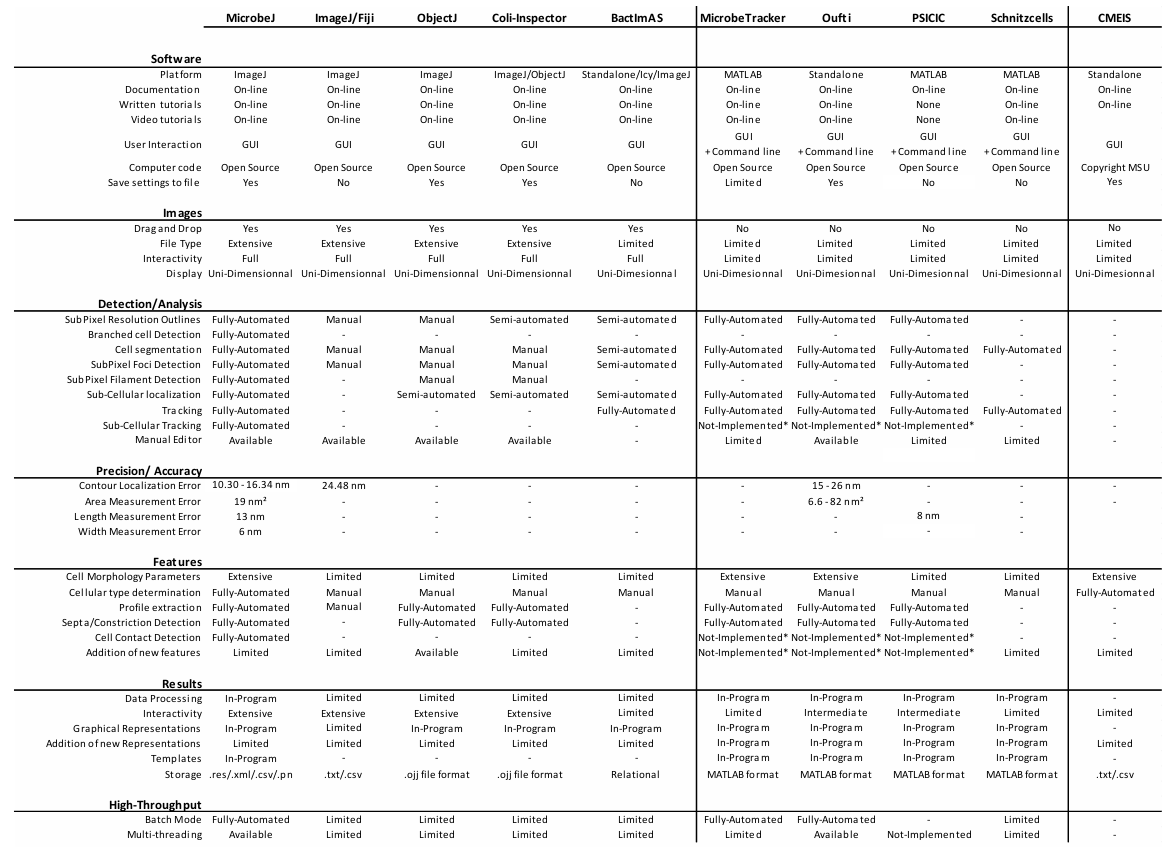 MicrobeJ ImageJ/Fiji ObjectJ Coli-Inspector BactImAS MicrobeTracker Oufti PSICIC Schnitzcells CMEIS
Software
Platform ImageJ ImageJ ImageJ ImageJ/ObjectJ Standalone/Icy/ImageJ MATLAB Standalone MATLAB MATLAB Standalone
Documentation On-line On-line On-line On-line On-line On-line On-line On-line On-line On-line
Written tutorials On-line On-line On-line On-line On-line On-line On-line None On-line On-line
Video tutorials On-line On-line On-line On-line On-line On-line On-line None On-line
User Interaction GUI GUI GUI GUI GUI GUI +Command line GUI +Command line GUI +Command line GUI +Command line GUI
Computer code Open Source Open Source Open Source Open Source Open Source Open Source Open Source Open Source Open Source Copyright MSU
Save settings to file Yes No Yes Yes No Limited Yes No No Yes
Images
Drag and Drop Yes Yes Yes Yes Yes No No No No No
File Type Extensive Extensive Extensive Extensive Limited Limited Limited Limited Limited Limited
Interactivity Full Full Full Full Full Limited Limited Limited Limited Limited
Display Uni-Dimensionnal Uni-Dimensionnal Uni-Dimensionnal Uni-Dimensionnal Uni-Dimesionnal Uni-Dimesionnal Uni-Dimesionnal Uni-Dimesionnal Uni-Dimesionnal Uni-Dimesionnal
Detection/Analysis
SubPixel Resolution Outlines Fully-Automated Manual Manual Semi-automated Semi-automated Fully-Automated Fully-Automated Fully-Automated - -
Branched cell Detection Fully-Automated - - - - - - - - -
Cell segmentation Fully-Automated Manual Manual Manual Semi-automated Fully-Automated Fully-Automated Fully-Automated Fully-Automated -
SubPixel Foci Detection Fully-Automated Manual Manual Manual Semi-automated Fully-Automated Fully-Automated Fully-Automated - -
SubPixel Filament Detection Fully-Automated - Manual Manual - - - - - -
Sub-Cellular localization Fully-Automated - Semi-automated Semi-automated Semi-automated Fully-Automated Fully-Automated Fully-Automated - -
Tracking Fully-Automated - - - Fully-Automated Fully-Automated Fully-Automated Fully-Automated Fully-Automated -
Sub-Cellular Tracking Fully-Automated - - - - Not-Implemented* Not-Implemented* Not-Implemented* - -
Manual Editor Available Available Available Available - Limited Available Limited Limited -
Precision/ Accuracy
Contour Localization Error 10.30 - 16.34 nm 24.48 nm - - - - 15 - 26 nm - - -
Area Measurement Error 19 nm² - - - - - 6.6 - 82 nm² - - -
Length Measurement Error 13 nm - - - - - - 8 nm -
Width Measurement Error 6 nm - - - - - - - -
Features
Cell Morphology Parameters Extensive Limited Limited Limited Limited Extensive Extensive Limited Limited Extensive
Cellular type determination Fully-Automated Manual Manual Manual Manual Manual Manual Manual Manual Fully-Automated
Profile extraction Fully-Automated Manual Fully-Automated Fully-Automated - Fully-Automated Fully-Automated Fully-Automated - -
Septa/Constriction Detection Fully-Automated - Fully-Automated Fully-Automated - Fully-Automated Fully-Automated Fully-Automated - -
Cell Contact Detection Fully-Automated - - - - Not-Implemented* Not-Implemented* Not-Implemented* - -
Addition of new features Limited Limited Available Limited Limited Not-Implemented* Not-Implemented* Not-Implemented* Limited Limited
Results
Data Processing In-Program Limited Limited Limited Limited In-Program In-Program In-Program In-Program -
Interactivity Extensive Extensive Extensive Extensive Limited Limited Intermediate Intermediate Limited Limited
Graphical Representations In-Program Limited In-Program In-Program In-Program In-Program In-Program In-Program In-Program -
Addition of new Representations Limited Limited Limited Limited Limited In-Program In-Program In-Program In-Program Limited
Templates In-Program - - - - In-Program In-Program In-Program In-Program -
Storage .res/.xml/.csv/.pn .txt/.csv .ojj file format .ojj file format Relational MATLAB format MATLAB format MATLAB format MATLAB format .txt/.csv
High-Throughput
Batch Mode Fully-Automated Limited Limited Limited Limited Fully-Automated Fully-Automated - Limited -
Multi-threading Available Limited Limited Limited Limited Limited Available Not-Implemented Limited -